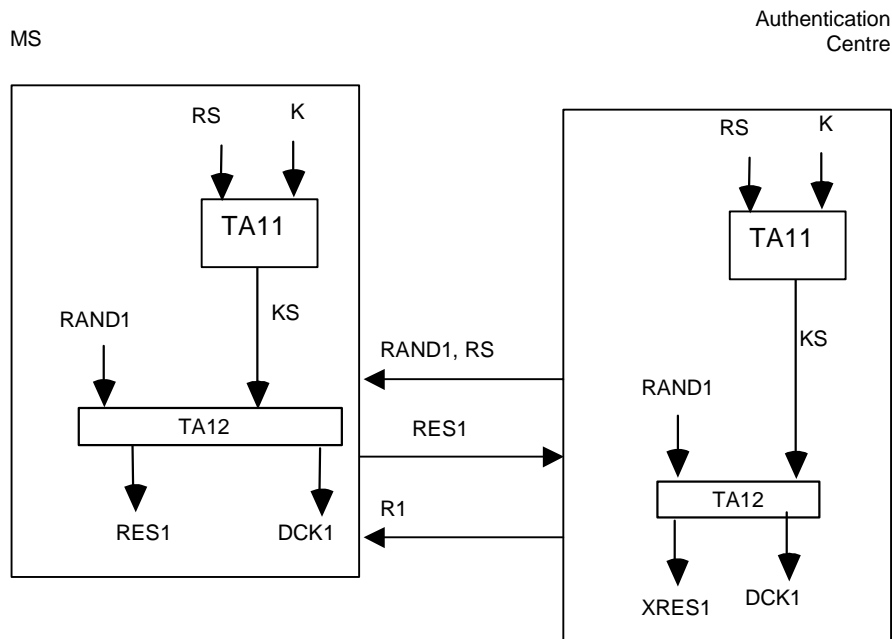 MS
Authentication
Centre
RS
K
TA11
KS
RAND1
TA12
RES1
DCK1
RAND1, RS
RES1
R1
RS
K
TA11
KS
RAND1
TA12
XRES1
DCK1